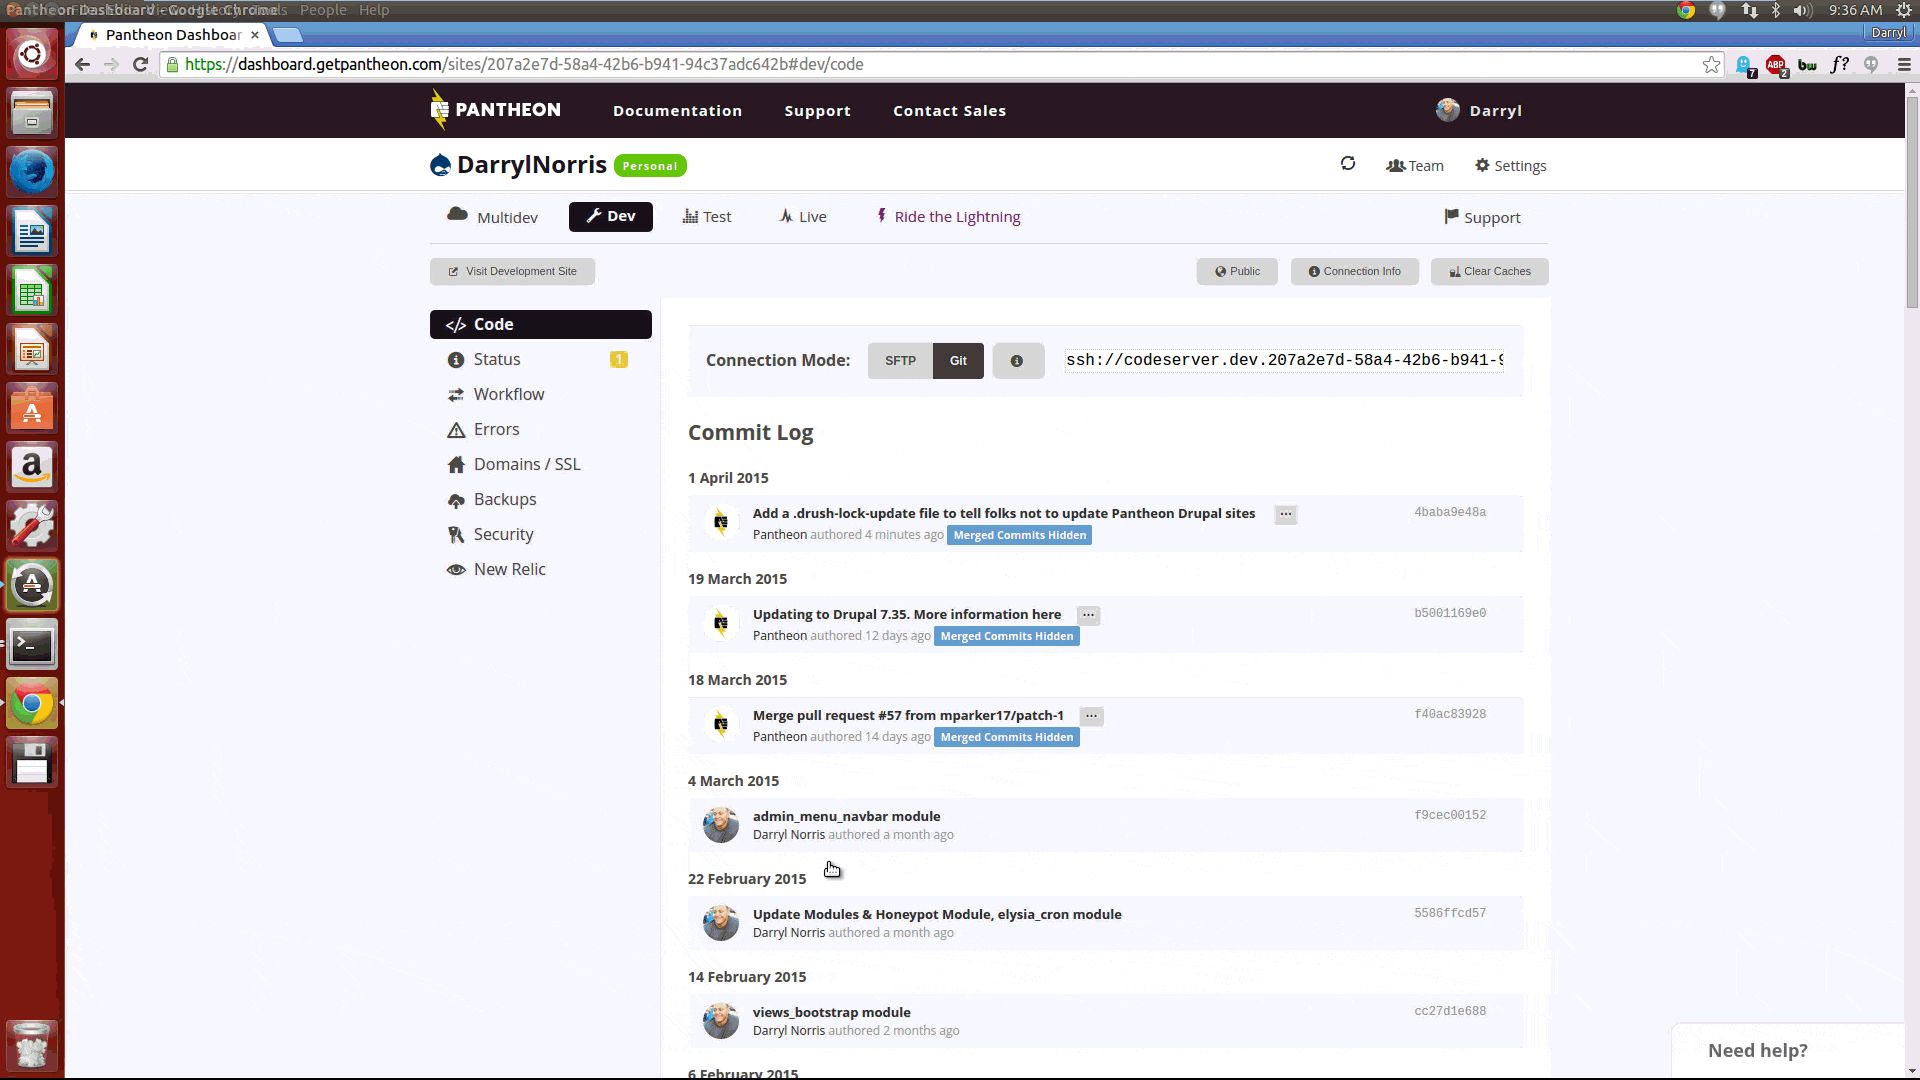 Pantheon Dashboard - Google Chrome People Help
9:36 AM
Pantheon Dashboar
Darryl
https://dashboard.getpantheon.com/sites/207a2e7d-58a4-42b6-b941-94c37adc642b#dev/code
7 ABP 2 bw f?
PANTHEON Documentation Support Contact Sales Darryl
DarrylNorris Personal Team Settings
Multidev Dev Test Live Ride the Lightning Support
Visit Development Site Public Connection Info Clear Caches
</> Code
Status 1
Workflow
Errors
Domains / SSL
Backups
Security
New Relic
Connection Mode: SFTP Git ssh://codeserver.dev.207a2e7d-58a4-42b6-b941-9
Commit Log
1 April 2015
Add a .drush-lock-update file to tell folks not to update Pantheon Drupal sites ... 4baba9e48a
Pantheon authored 4 minutes ago Merged Commits Hidden
19 March 2015
Updating to Drupal 7.35. More information here ... b5001169e0
Pantheon authored 12 days ago Merged Commits Hidden
18 March 2015
Merge pull request #57 from mparker17/patch-1 ... f40ac83928
Pantheon authored 14 days ago Merged Commits Hidden
4 March 2015
admin_menu_navbar module f9cec00152
Darryl Norris authored a month ago
22 February 2015
Update Modules & Honeypot Module, elysia_cron module 5586ffcd57
Darryl Norris authored a month ago
14 February 2015
views_bootstrap module cc27d1e688
Darryl Norris authored 2 months ago
6 February 2015
Need help?